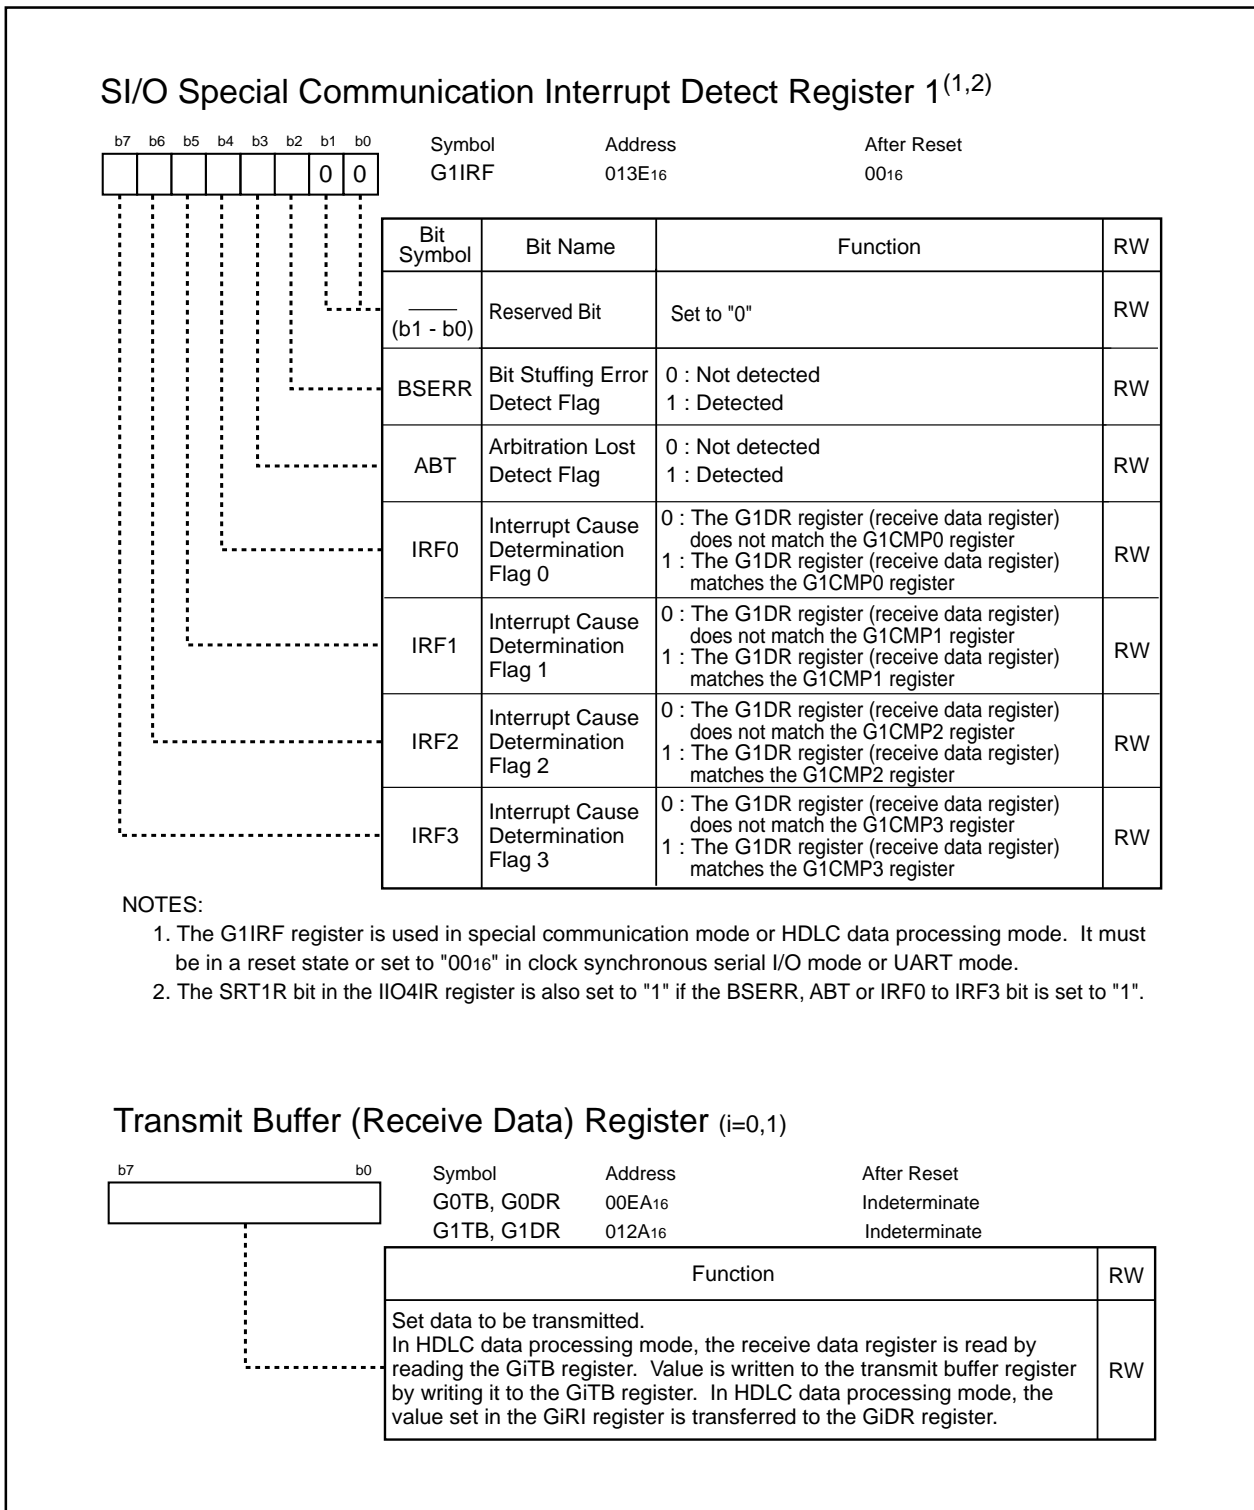 SI/O Special Communication Interrupt Detect Register 1(1,2)
b7 b6 b5 b4 b3 b2 b1 b0 Symbol Address After Reset
0 0 G1IRF 013E16 0016
Bit Symbol Bit Name Function RW
(b1 - b0) Reserved Bit Set to "0" RW
BSERR Bit Stuffing Error Detect Flag 0 : Not detected
1 : Detected RW
ABT Arbitration Lost Detect Flag 0 : Not detected
1 : Detected RW
IRF0 Interrupt Cause Determination Flag 0 0 : The G1DR register (receive data register)
does not match the G1CMP0 register
1 : The G1DR register (receive data register)
matches the G1CMP0 register RW
IRF1 Interrupt Cause Determination Flag 1 0 : The G1DR register (receive data register)
does not match the G1CMP1 register
1 : The G1DR register (receive data register)
matches the G1CMP1 register RW
IRF2 Interrupt Cause Determination Flag 2 0 : The G1DR register (receive data register)
does not match the G1CMP2 register
1 : The G1DR register (receive data register)
matches the G1CMP2 register RW
IRF3 Interrupt Cause Determination Flag 3 0 : The G1DR register (receive data register)
does not match the G1CMP3 register
1 : The G1DR register (receive data register)
matches the G1CMP3 register RW
NOTES:
1. The G1IRF register is used in special communication mode or HDLC data processing mode. It must
be in a reset state or set to "0016" in clock synchronous serial I/O mode or UART mode.
2. The SRT1R bit in the IIO4IR register is also set to "1" if the BSERR, ABT or IRF0 to IRF3 bit is set to "1".
Transmit Buffer (Receive Data) Register (i=0,1)
b7 b0 Symbol Address After Reset
G0TB, G0DR 00EA16 Indeterminate
G1TB, G1DR 012A16 Indeterminate
Function RW
Set data to be transmitted.
In HDLC data processing mode, the receive data register is read by
reading the GiTB register. Value is written to the transmit buffer register
by writing it to the GiTB register. In HDLC data processing mode, the
value set in the GiRI register is transferred to the GiDR register. RW